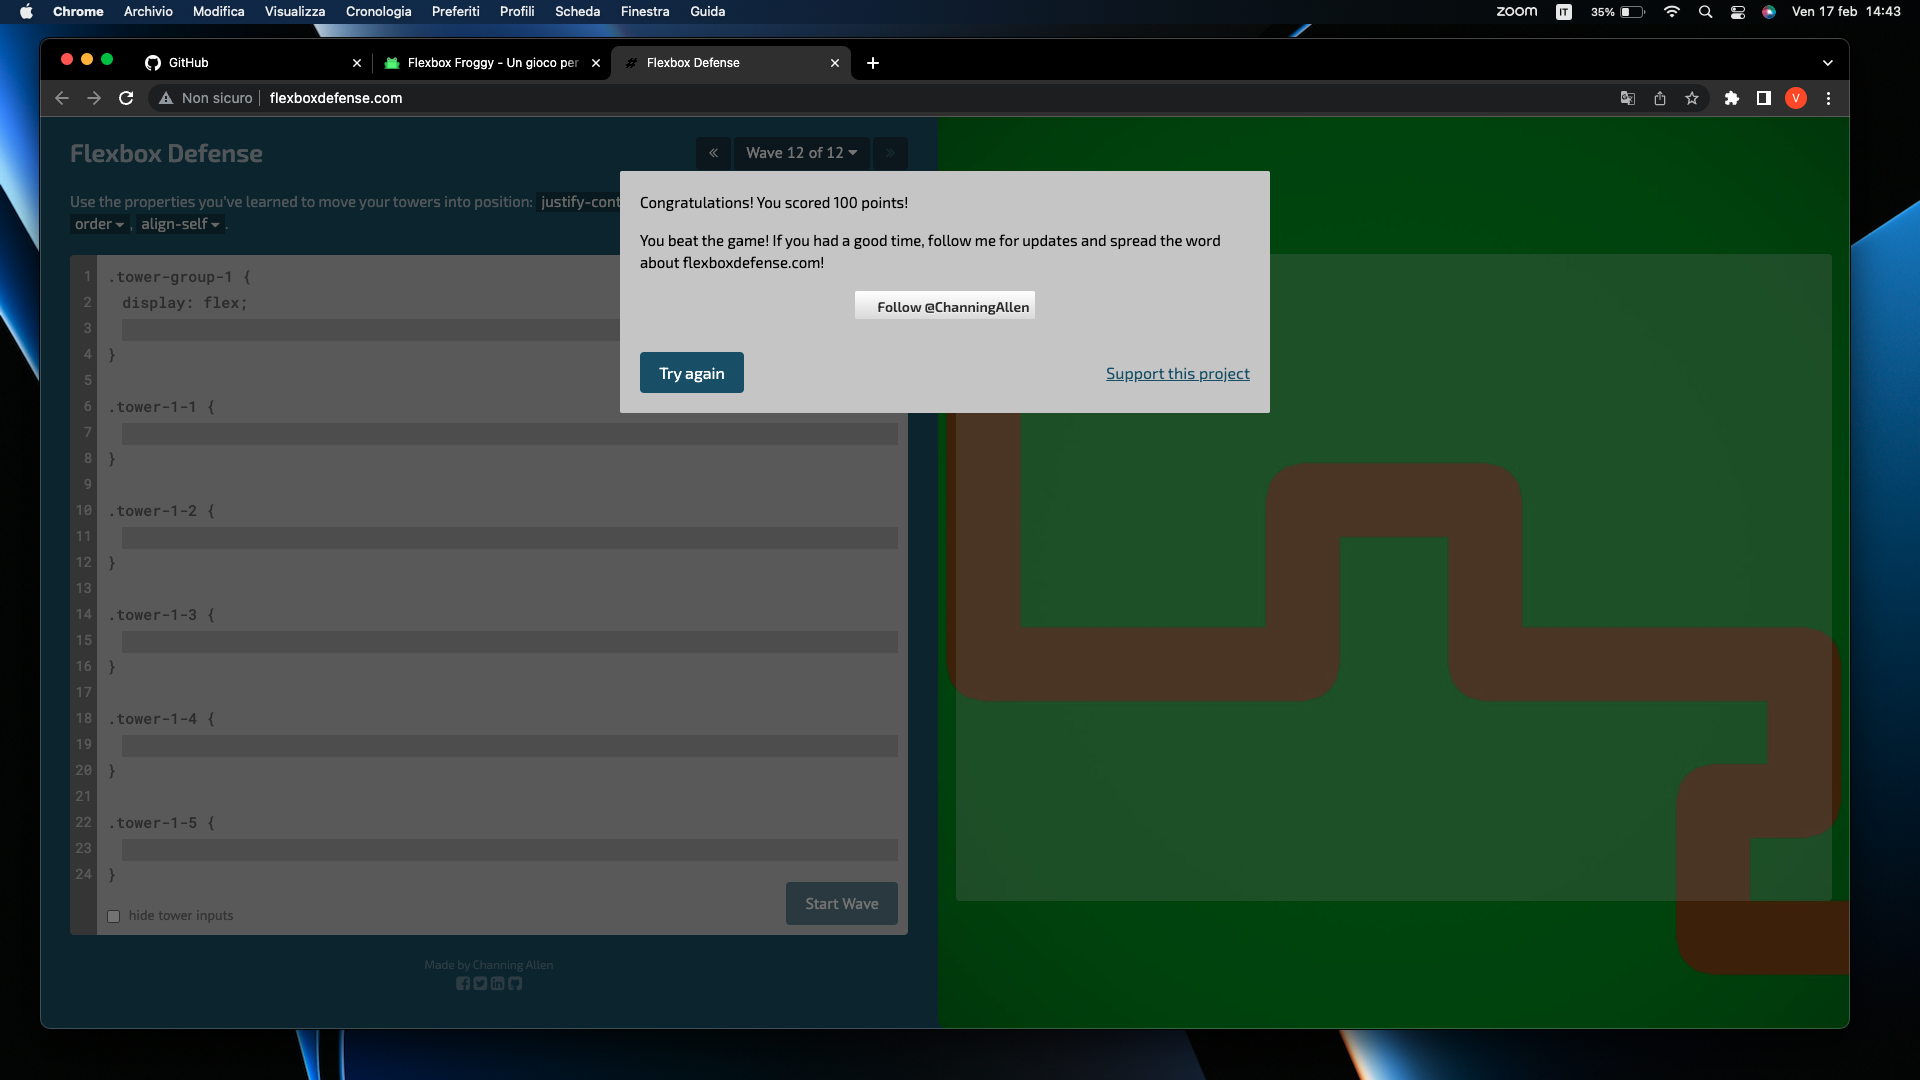 Chrome Archivio Modifica Visualizza Cronologia Preferiti Profili Scheda Finestra Guida zoom IT 35% Ven 17 feb 14:43
GitHub Flexbox Froggy - Un gioco per Flexbox Defense
Non sicuro flexboxdefense.com V
Flexbox Defense
« Wave 12 of 12 »
Use the properties you've learned to move your towers into position: justify-cont
order , align-self .
Congratulations! You scored 100 points!
You beat the game! If you had a good time, follow me for updates and spread the word
about flexboxdefense.com!
Follow @ChanningAllen
Try again
Support this project
1 .tower-group-1 {
2 display: flex;
3
4 }
5
6 .tower-1-1 {
7
8 }
9
10 .tower-1-2 {
11
12 }
13
14 .tower-1-3 {
15
16 }
17
18 .tower-1-4 {
19
20 }
21
22 .tower-1-5 {
23
24 }
hide tower inputs
Start Wave
Made by Channing Allen